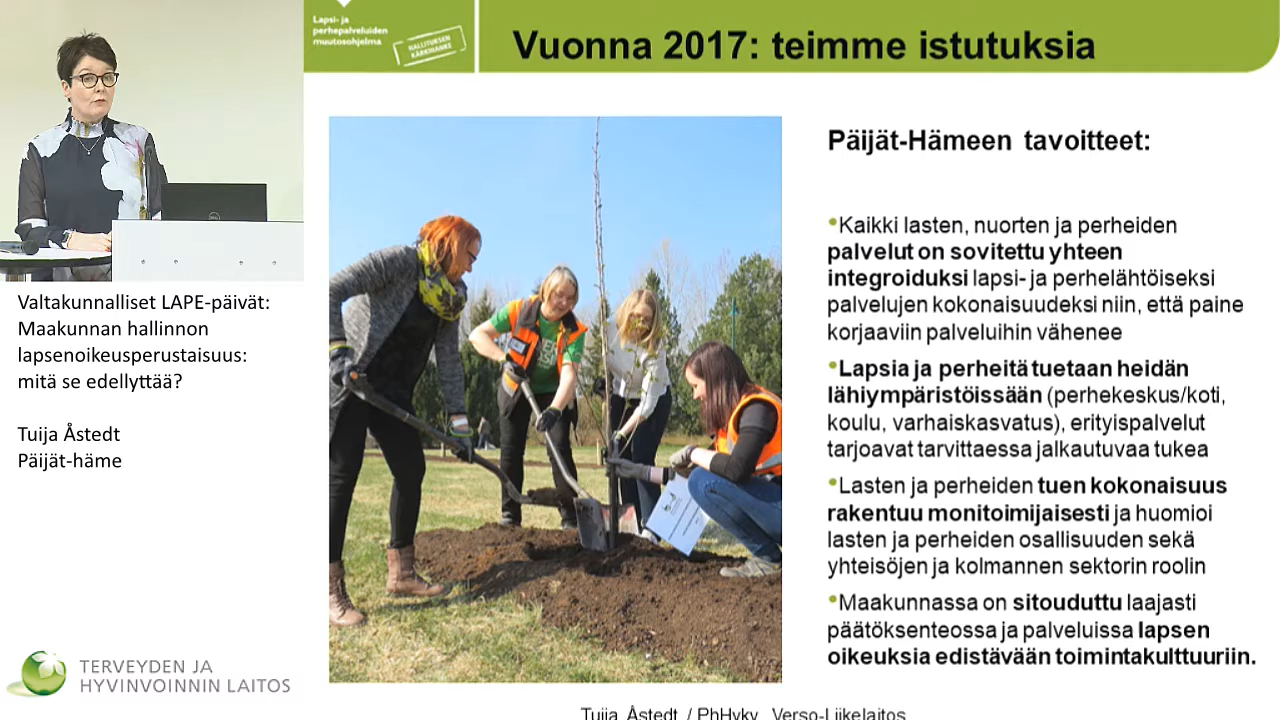 Lapsi- ja
perhepalveluiden
muutosohjelma
HALLITUKSEN
KÄRKIHANKE
Vuonna 2017: teimme istutuksia
Päijät-Hämeen tavoitteet:
•Kaikki lasten, nuorten ja perheiden
palvelut on sovitettu yhteen
integroiduksi lapsi- ja perhelähtöiseksi
palvelujen kokonaisuudeksi niin, että paine
korjaaviin palveluihin vähenee
•Lapsia ja perheitä tuetaan heidän
lähiympäristöissään (perhekeskus/koti,
koulu, varhaiskasvatus), erityispalvelut
tarjoavat tarvittaessa jalkautuvaa tukea
•Lasten ja perheiden tuen kokonaisuus
rakentuu monitoimijaisesti ja huomioi
lasten ja perheiden osallisuuden sekä
yhteisöjen ja kolmannen sektorin roolin
•Maakunnassa on sitouduttu laajasti
päätöksenteossa ja palveluissa lapsen
oikeuksia edistävään toimintakulttuuriin.
Valtakunnalliset LAPE-päivät:
Maakunnan hallinnon
lapsenoikeusperustaisuus:
mitä se edellyttää?
Tuija Åstedt
Päijät-häme
TERVEYDEN JA
HYVINVOINNIN LAITOS
Tuija Åstedt / PhHyky, Verso-Liikelaitos